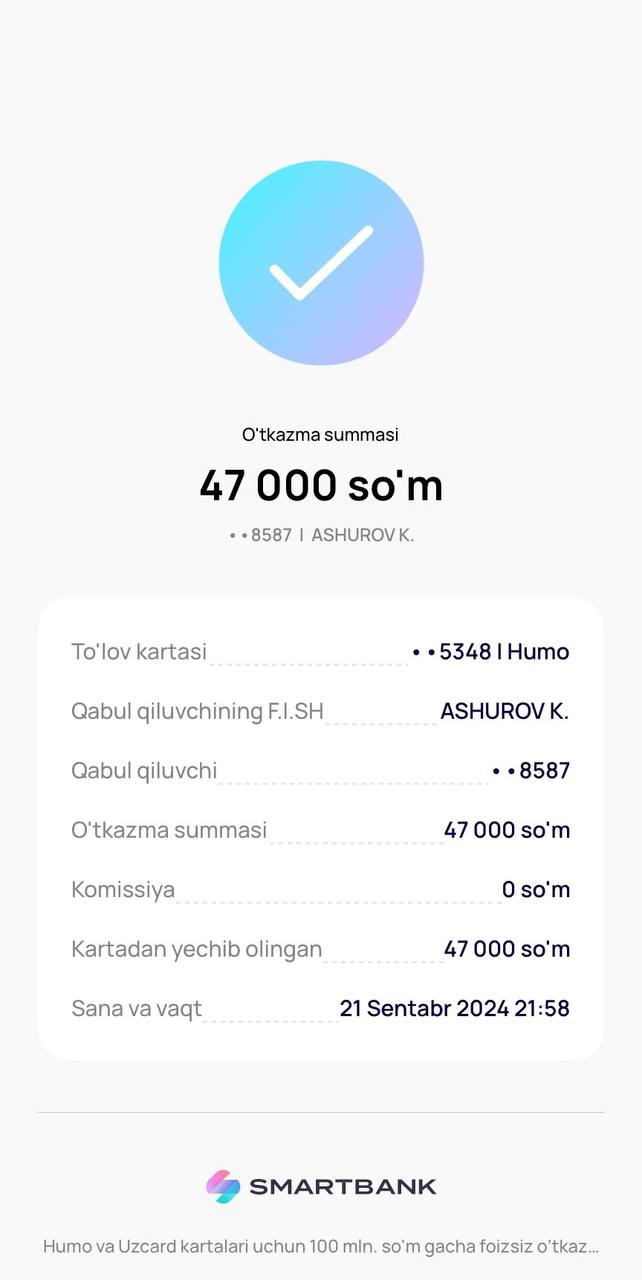 O'tkazma summasi
47 000 so'm
••8587 | ASHUROV K.
To'lov kartasi ••5348 | Humo
Qabul qiluvchining F.I.SH ASHUROV K.
Qabul qiluvchi ••8587
O'tkazma summasi 47 000 so'm
Komissiya 0 so'm
Kartadan yechib olingan 47 000 so'm
Sana va vaqt 21 Sentabr 2024 21:58
SMARTBANK
Humo va Uzcard kartalari uchun 100 mln. so'm gacha foizsiz o'tkaz...